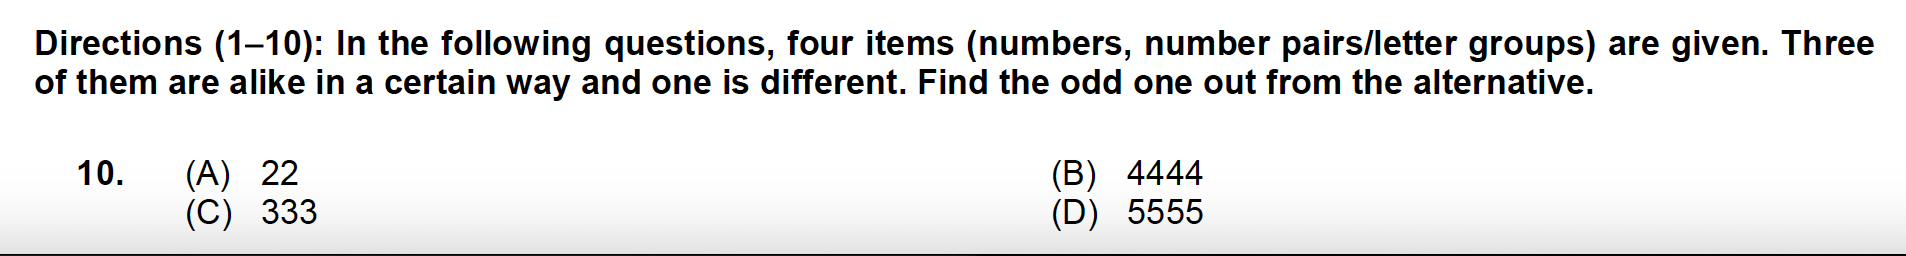 Directions (1–10): In the following questions, four items (numbers, number pairs/letter groups) are given. Three
of them are alike in a certain way and one is different. Find the odd one out from the alternative.
10. (A) 22 (B) 4444
(C) 333 (D) 5555